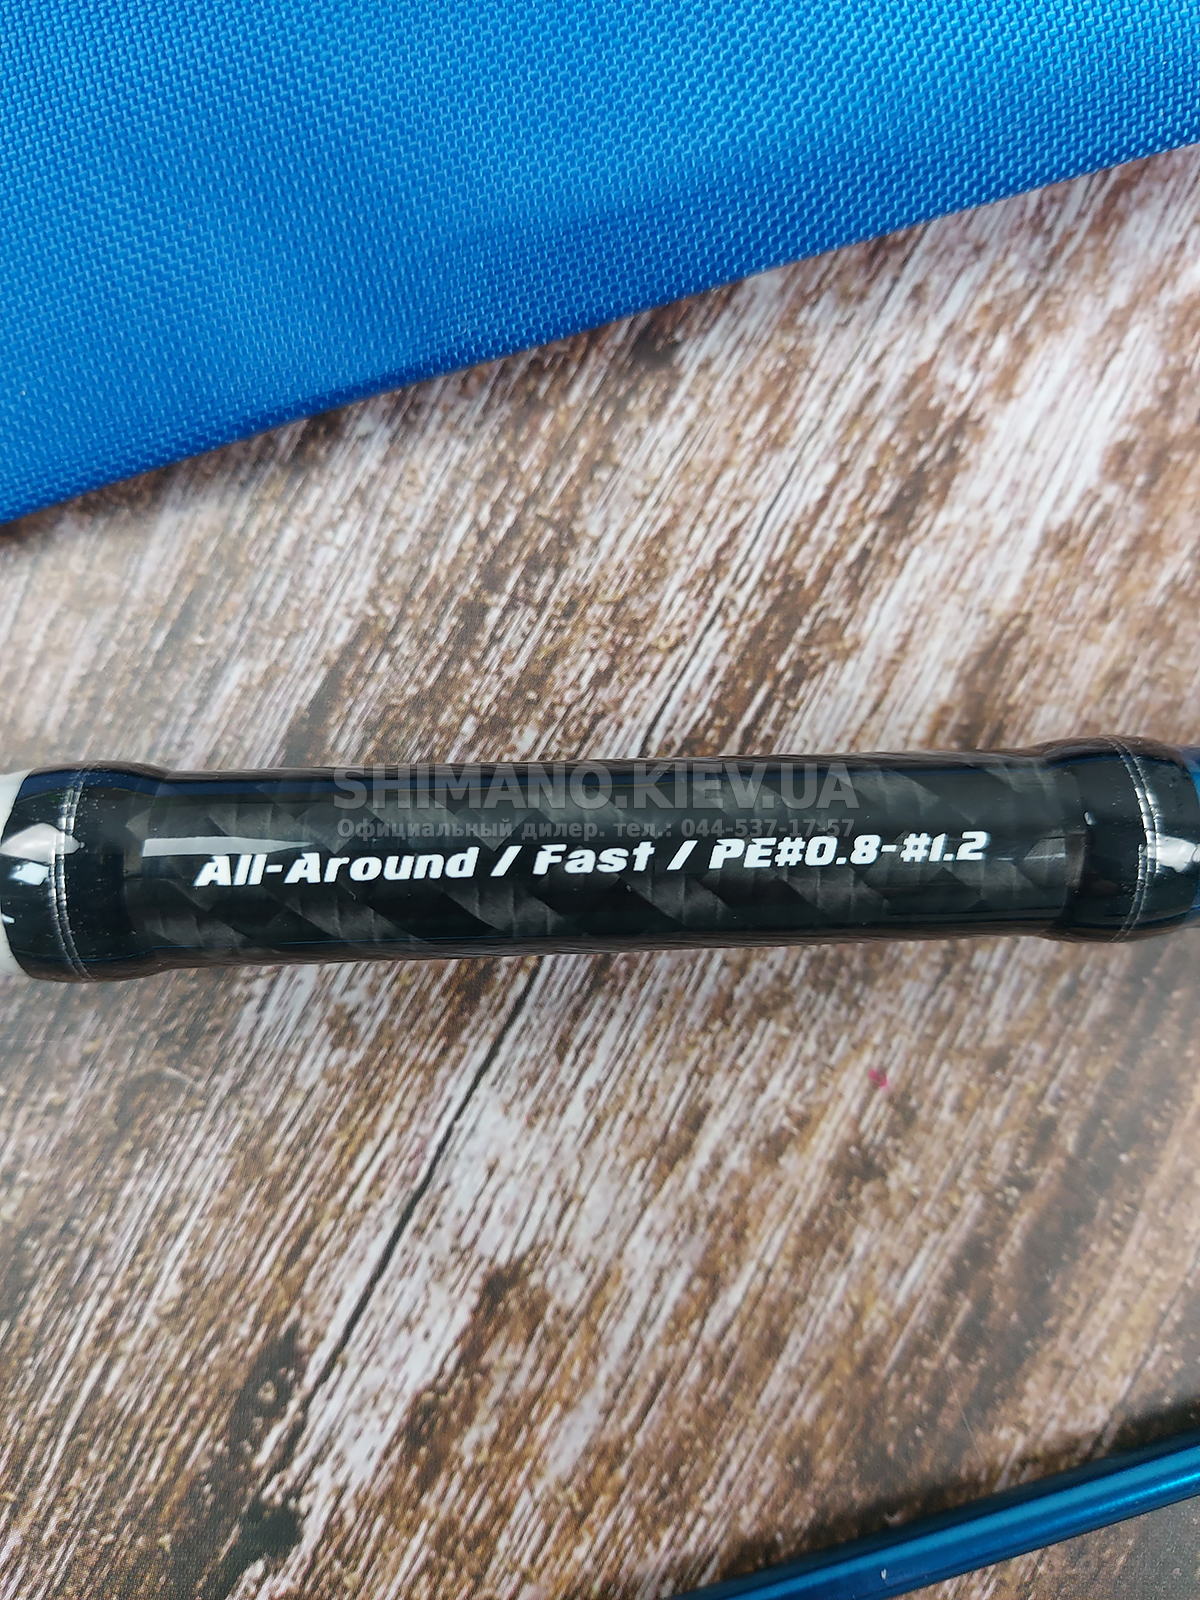 SHIMANO.KIEV.UA
Официальный дилер. тел.: 044-537-17-57
All-Around / Fast / PE#0.8-#1.2